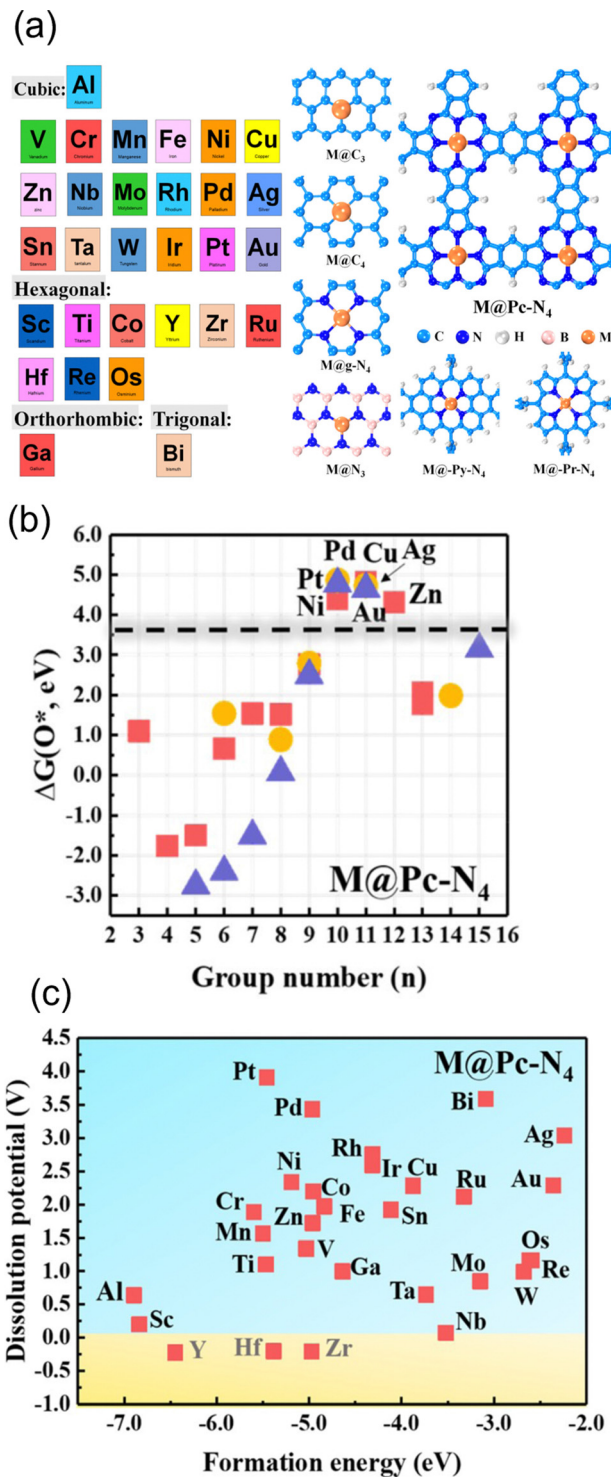 (a)
Cubic:
Al
Aluminum
V Cr Mn Fe Ni Cu
Vanadium Chromium Manganese Iron Nickel Copper
Zn Nb Mo Rh Pd Ag
Zinc Niobium Molybdenum Rhodium Palladium Silver
Sn Ta W Ir Pt Au
Tantalum Tungsten Iridium Platinum Gold
Hexagonal:
Sc Ti Co Y Zr Ru
Scandium Titanium Cobalt Yttrium Zirconium Ruthenium
Hf Re Os
Hafnium Rhenium Osmium
Orthorhombic: Trigonal:
Ga Bi
Gallium Bismuth
M@C3
M@C4
M@g-N4
M@N3
M@Pc-N4
C N H B M
M@-Py-N4
M@-Pr-N4
(b)
ΔG(O*, eV)
6.0
5.0
4.0
3.0
2.0
1.0
0.0
-1.0
-2.0
-3.0
Pd Cu Ag
Pt
Ni
Au
Zn
M@Pc-N4
2 3 4 5 6 7 8 9 10 11 12 13 14 15 16
Group number (n)
(c)
Dissolution potential (V)
4.5
4.0
3.5
3.0
2.5
2.0
1.5
1.0
0.5
0.0
-0.5
-1.0
M@Pc-N4
Pt
Pd
Bi
Ag
Rh
Ni
Ir Cu
Ru
Au
Co
Cr
Zn
Fe
Sn
Mn
V
Ti
Ga
Mo
Os
Re
W
Al
Ta
Sc
Nb
Y
Hf
Zr
-7.0 -6.0 -5.0 -4.0 -3.0 -2.0
Formation energy (eV)